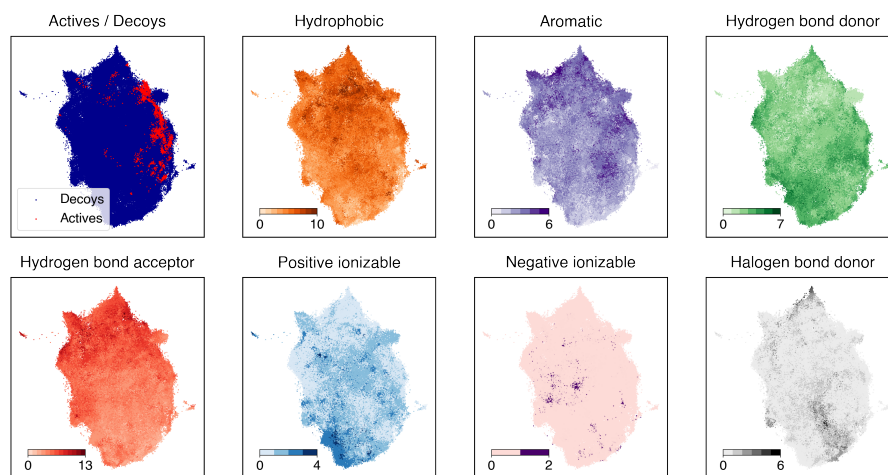 Actives / Decoys
Hydrophobic
Aromatic
Hydrogen bond donor
Decoys
Actives
0 10
0 6
0 7
Hydrogen bond acceptor
Positive ionizable
Negative ionizable
Halogen bond donor
0 13
0 4
0 2
0 6